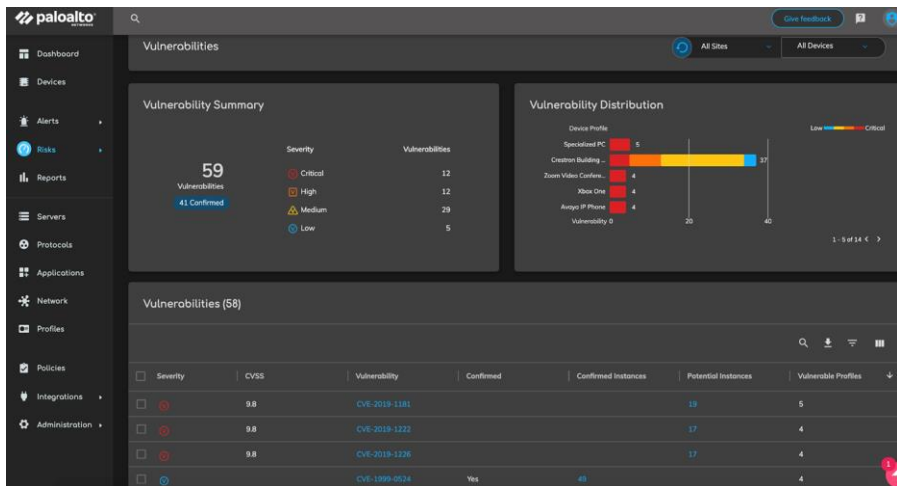 paloalto
NETWORKS
Give feedback
Dashboard
Devices
Alerts
Risks
Reports
Servers
Protocols
Applications
Network
Profiles
Policies
Integrations
Administration
Vulnerabilities
All Sites
All Devices
Vulnerability Summary
59
Vulnerabilities
41 Confirmed
Severity Vulnerabilities
Critical 12
High 12
Medium 29
Low 5
Vulnerability Distribution
Device Profile
Low Critical
Specialized PC 5
Crestron Building ... 37
Zoom Video Confere... 4
Xbox One 4
Avaya IP Phone 4
Vulnerability 0 20 40
1 - 5 of 14 < >
Vulnerabilities (58)
Severity CVSS Vulnerability Confirmed Confirmed Instances Potential Instances Vulnerable Profiles
9.8 CVE-2019-1181 19 5
9.8 CVE-2019-1222 17 4
9.8 CVE-2019-1226 17 4
CVE-1999-0524 Yes 49 4
1